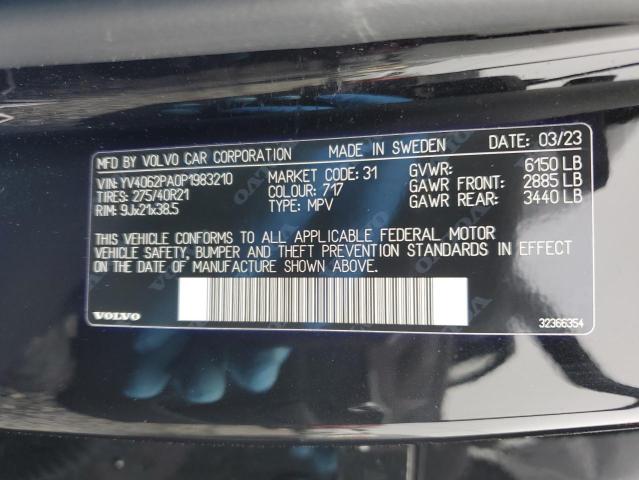 MFD BY VOLVO CAR CORPORATION MADE IN SWEDEN DATE: 03/23
VIN: YV4062PA0P1983210 MARKET CODE: 31 GVWR: 6150 LB
TIRES: 275/40R21 COLOUR: 717 GAWR FRONT: 2885 LB
RIM: 9Jx21x38.5 TYPE: MPV GAWR REAR: 3440 LB
THIS VEHICLE CONFORMS TO ALL APPLICABLE FEDERAL MOTOR
VEHICLE SAFETY, BUMPER AND THEFT PREVENTION STANDARDS IN EFFECT
ON THE DATE OF MANUFACTURE SHOWN ABOVE.
VOLVO 32366354